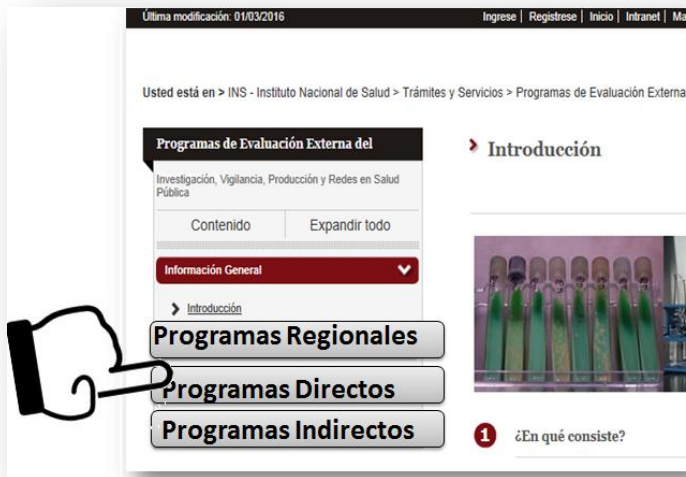 Última modificación: 01/03/2016
Ingrese | Registrese | Inicio | Intranet |
Usted está en > INS - Instituto Nacional de Salud > Trámites y Servicios > Programas de Evaluación Externa
Programas de Evaluación Externa del
Investigación, Vigilancia, Producción y Redes en Salud
Pública
Contenido
Expandir todo
Información General
Introducción
Programas Regionales
Programas Directos
Programas Indirectos
Introducción
1 ¿En qué consiste?